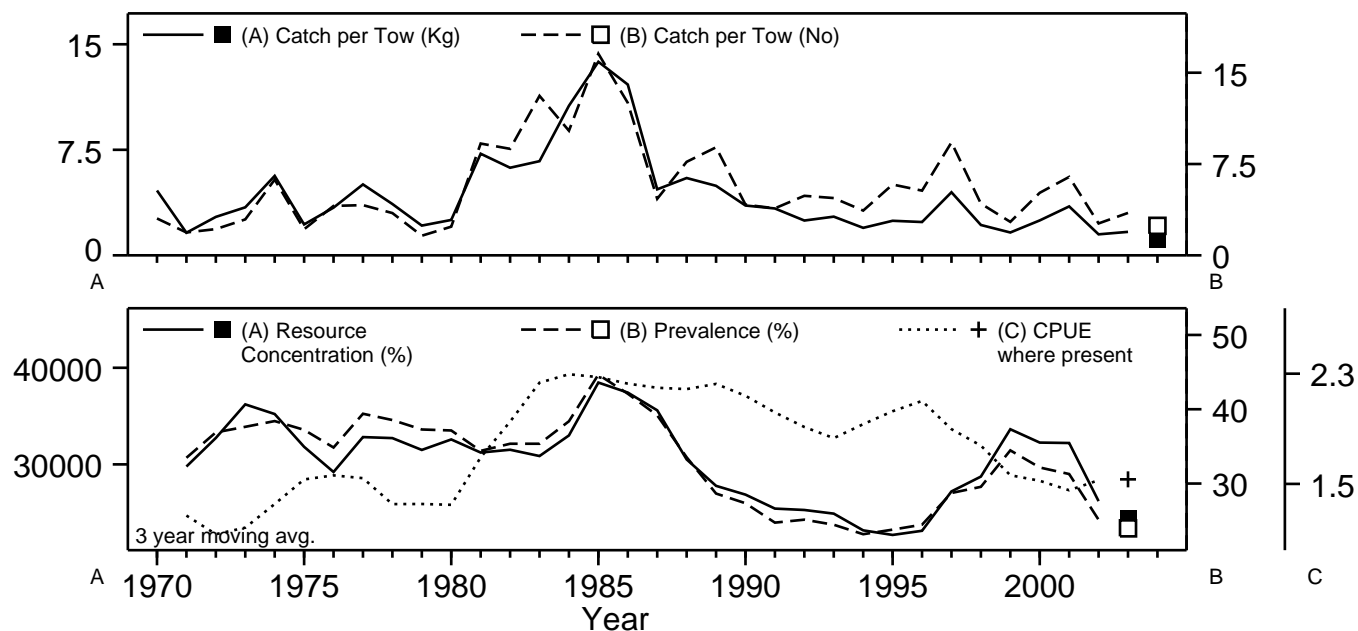 (A) Catch per Tow (Kg) (B) Catch per Tow (No)
15
7.5
0
A
15
7.5
0
B
(A) Resource
Concentration (%)
(B) Prevalence (%)
(C) CPUE
where present
40000
30000
A
50
40
30
B
2.3
1.5
C
3 year moving avg.
1970 1975 1980 1985 1990 1995 2000
Year